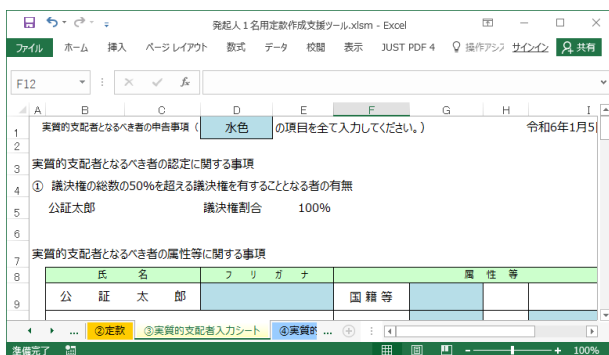 発起人１名用定款作成支援ツール.xlsm - Excel
ファイル ホーム 挿入 ページ レイアウト 数式 データ 校閲 表示 JUST PDF 4 操作アシ サインイン 共有
F12 fx
A B C D E F G H I
1 実質的支配者となるべき者の申告事項（ 水色 の項目を全て入力してください。） 令和6年1月5
2
3 実質的支配者となるべき者の認定に関する事項
4 ① 議決権の総数の50％を超える議決権を有することとなる者の有無
5 公証太郎 議決権割合 100%
6
7 実質的支配者となるべき者の属性等に関する事項
8 氏 名 フ リ ガ ナ 属 性 等
9 公 証 太 郎 国 籍 等
... ②定款 ③実質的支配者入力シート ④実質的 ...
準備完了 100%